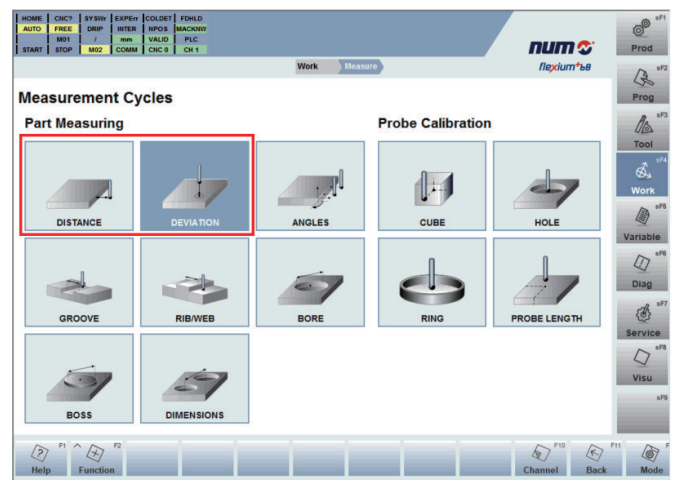 HOME CNC? SYSWr EXPErr COLDET FDHLD
AUTO FREE DRIP INTER NPOS MACKNW
M01 / mm VALID PLC
START STOP M02 COMM CNC 0 CH 1
num
flexium+68
Work Measure
Measurement Cycles
Part Measuring
Probe Calibration
DISTANCE DEVIATION ANGLES CUBE HOLE
GROOVE RIB/WEB BORE RING PROBE LENGTH
BOSS DIMENSIONS
sF1
Prod
sF2
Prog
sF3
Tool
sF4
Work
sF5
Variable
sF6
Diag
sF7
Service
sF8
Visu
sF9
F1 F2 F10 F11 F
Help Function Channel Back Mode